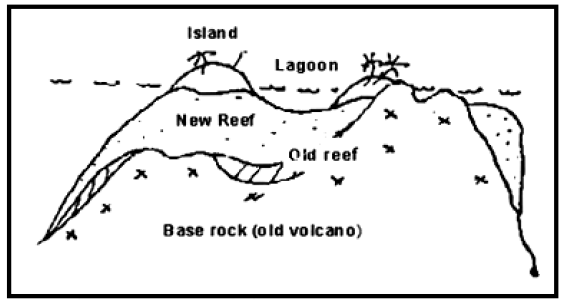 Island
Lagoon
New Reef
Old reef
Base rock (old volcano)